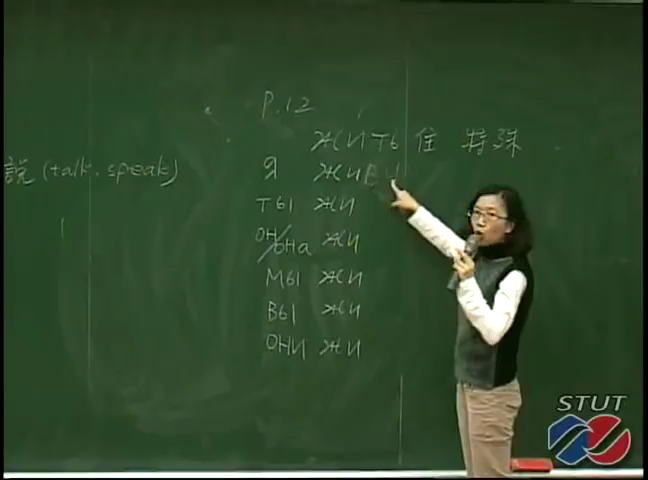 P.12
жить 住 特殊
說 (talk. speak)
я живу
ты жи
он/она жи
мы жи
вы жи
они жи
STUT